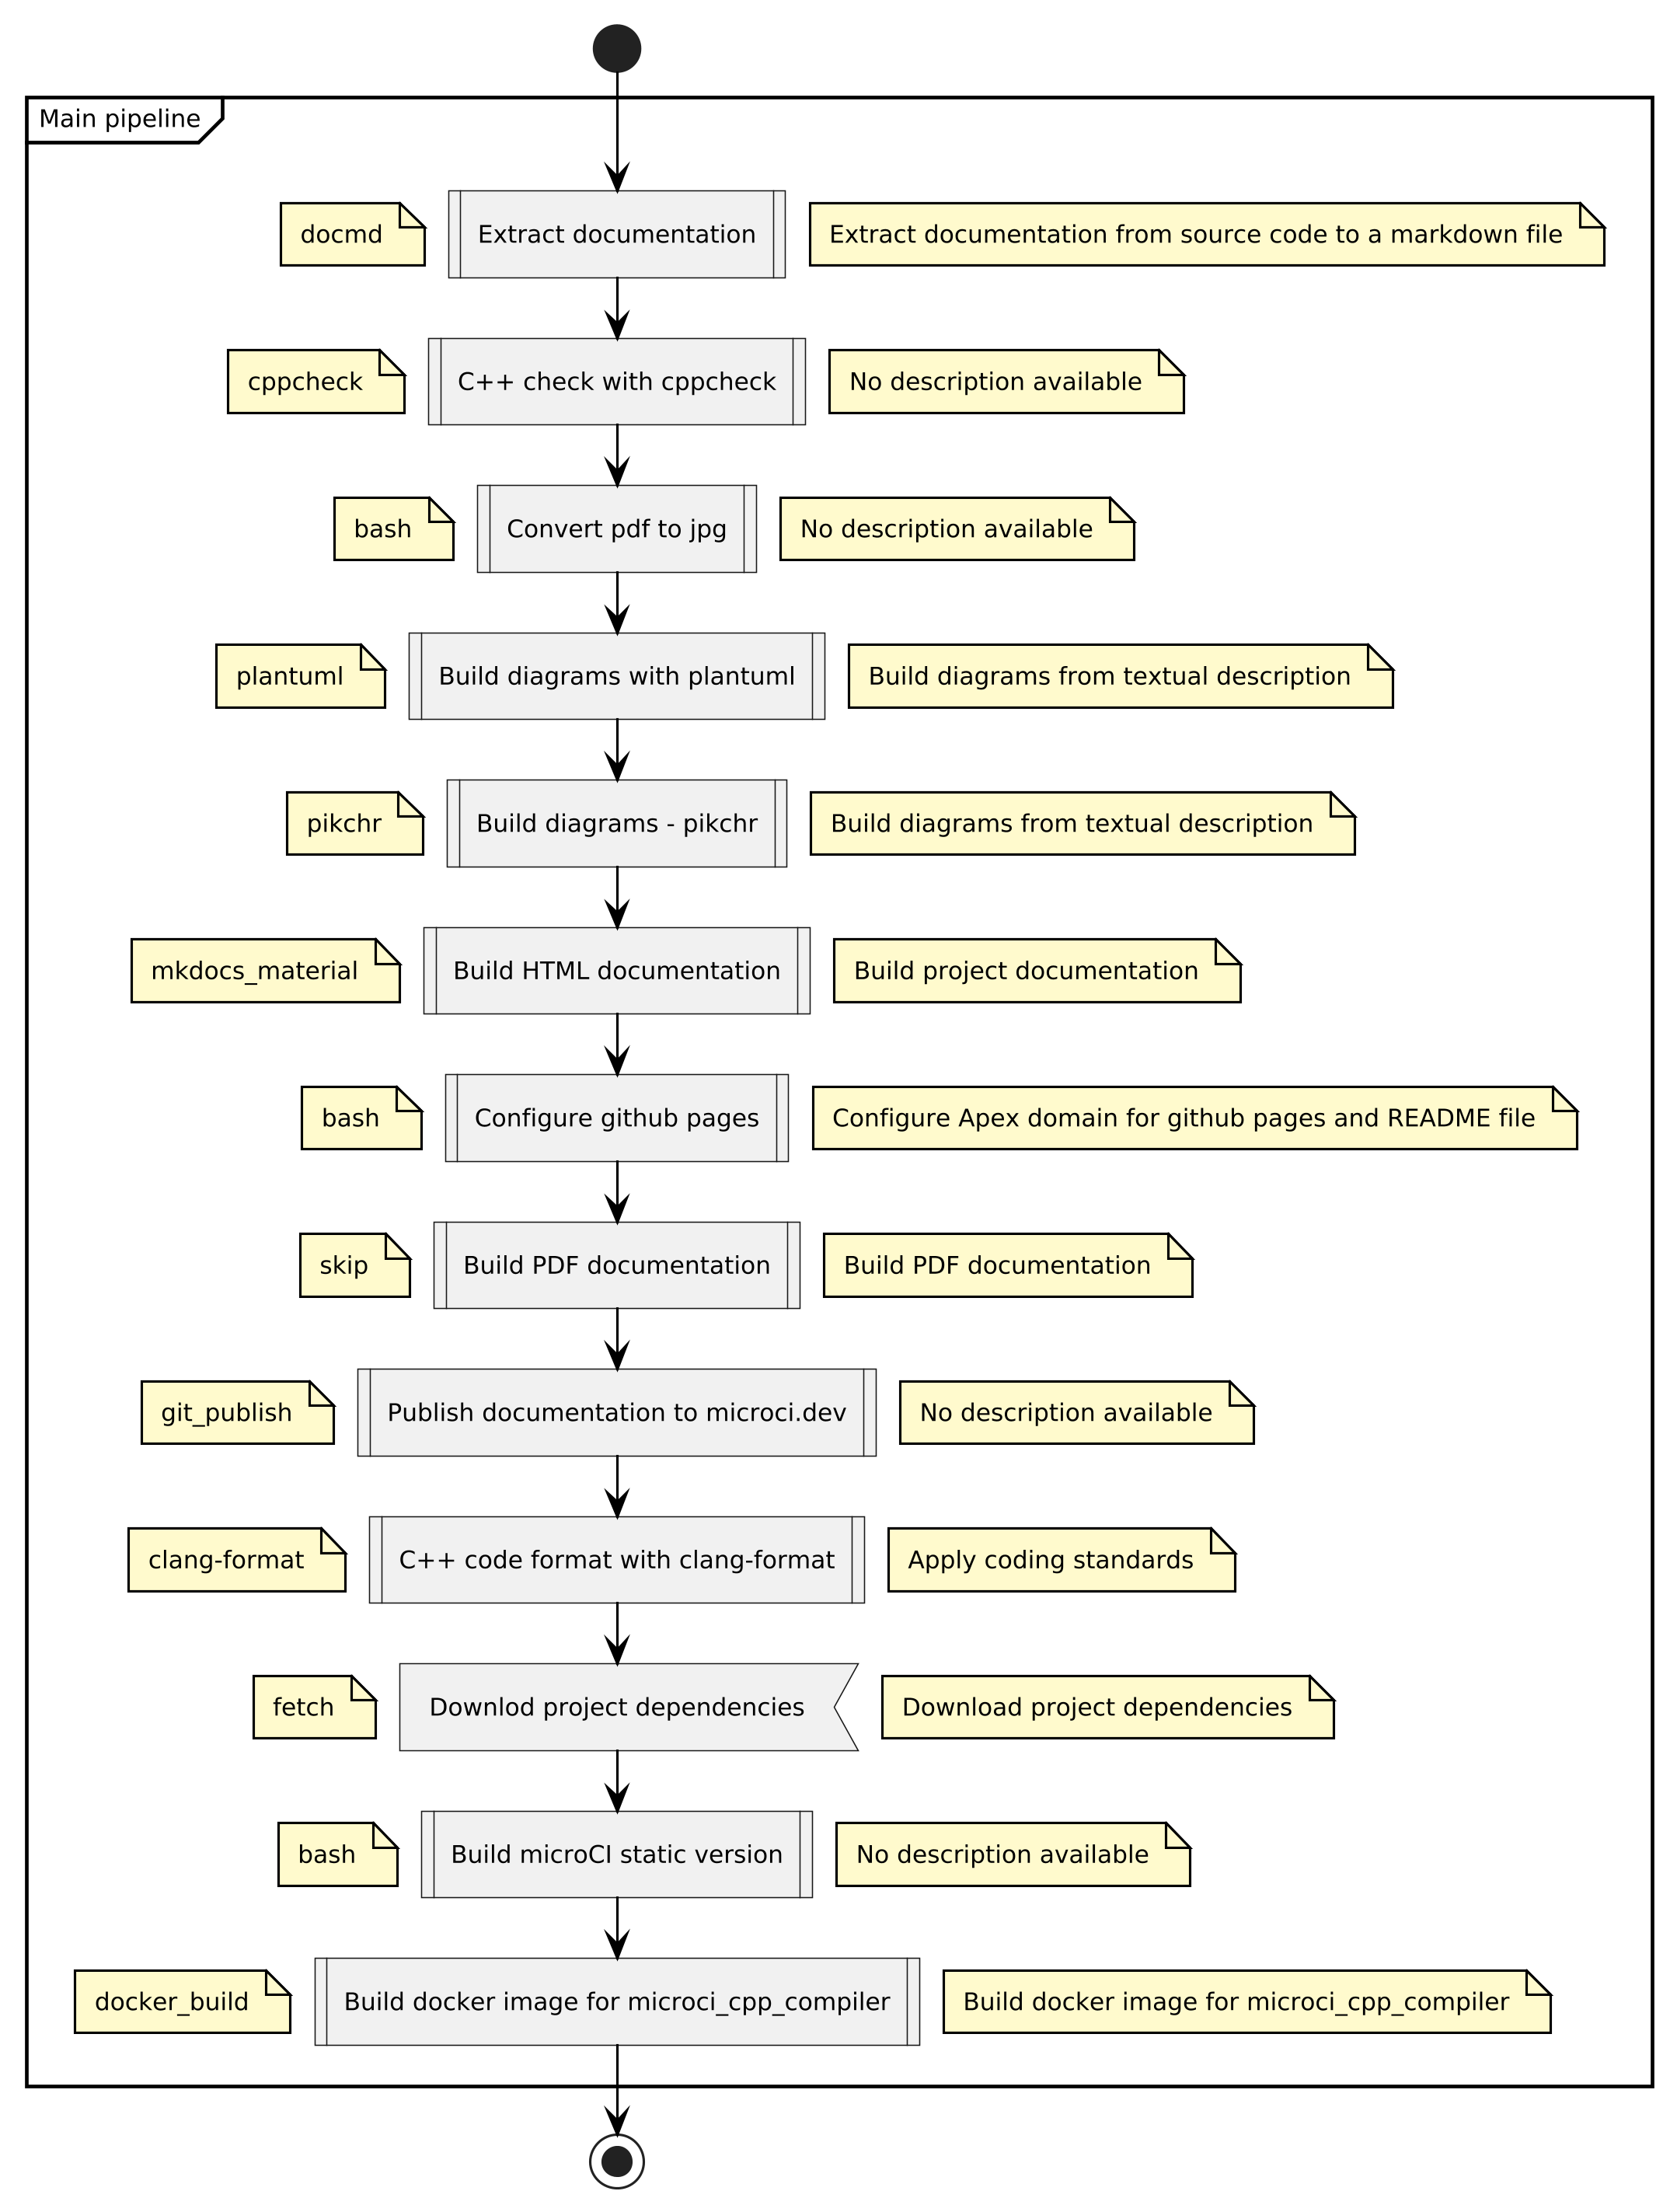 Main pipeline
docmd
Extract documentation
Extract documentation from source code to a markdown file
cppcheck
C++ check with cppcheck
No description available
bash
Convert pdf to jpg
No description available
plantuml
Build diagrams with plantuml
Build diagrams from textual description
pikchr
Build diagrams - pikchr
Build diagrams from textual description
mkdocs_material
Build HTML documentation
Build project documentation
bash
Configure github pages
Configure Apex domain for github pages and README file
skip
Build PDF documentation
Build PDF documentation
git_publish
Publish documentation to microci.dev
No description available
clang-format
C++ code format with clang-format
Apply coding standards
fetch
Downlod project dependencies
Download project dependencies
bash
Build microCI static version
No description available
docker_build
Build docker image for microci_cpp_compiler
Build docker image for microci_cpp_compiler